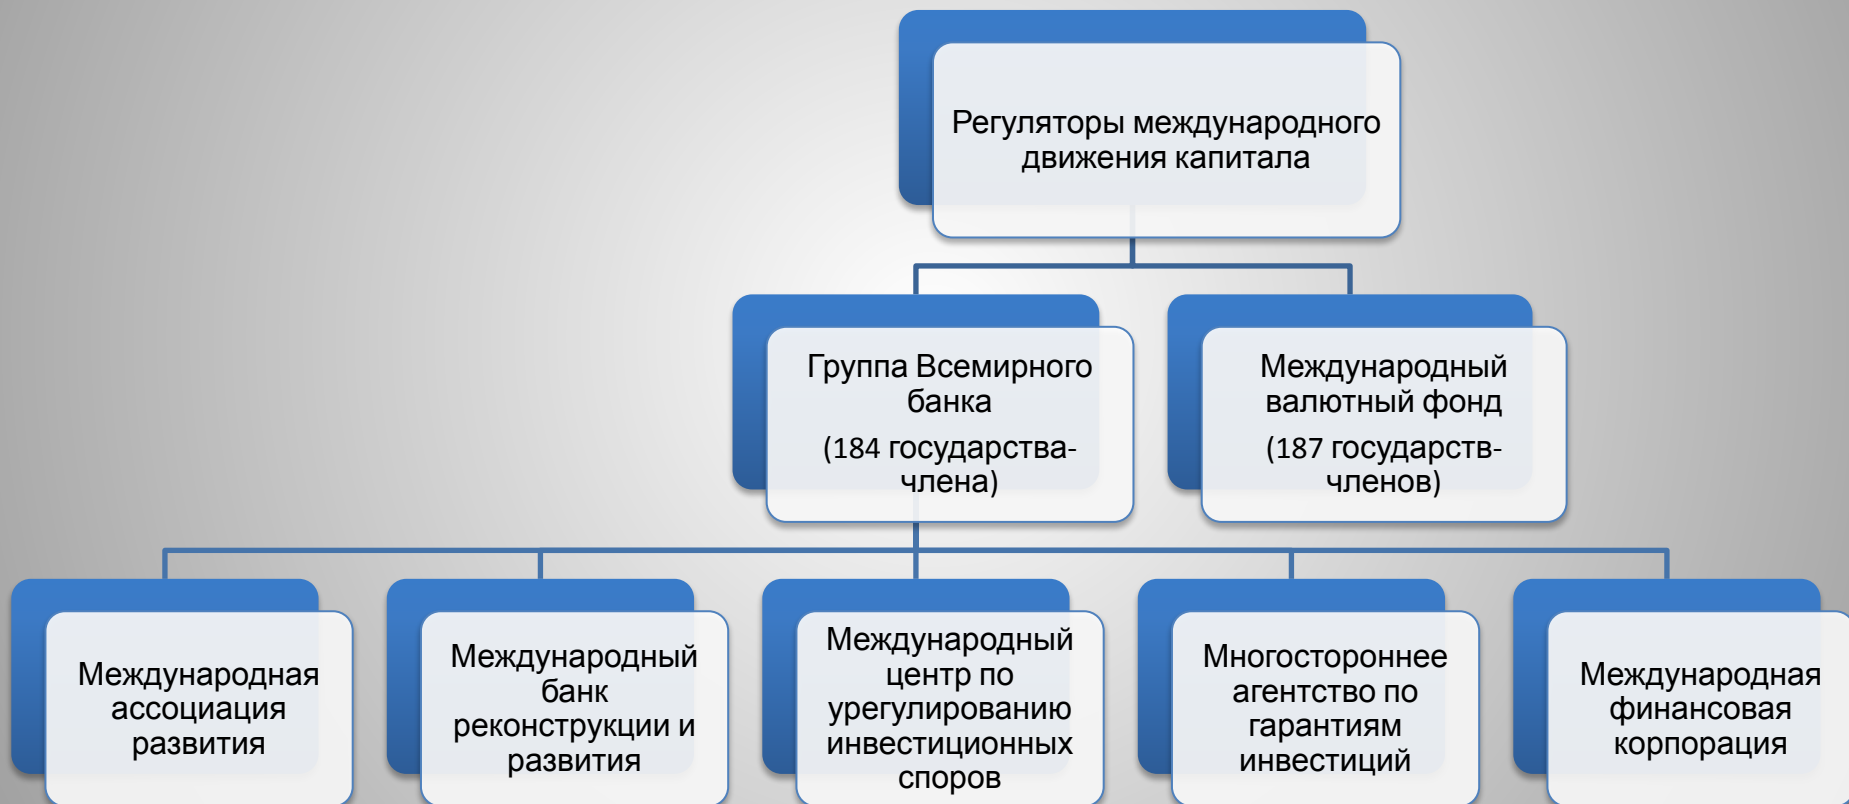 Регуляторы международного
движения капитала
Группа Всемирного
банка
(184 государства-
члена)
Международный
валютный фонд
(187 государств-
членов)
Международная
ассоциация
развития
Международный
банк
реконструкции и
развития
Международный
центр по
урегулированию
инвестиционных
споров
Многостороннее
агентство по
гарантиям
инвестиций
Международная
финансовая
корпорация